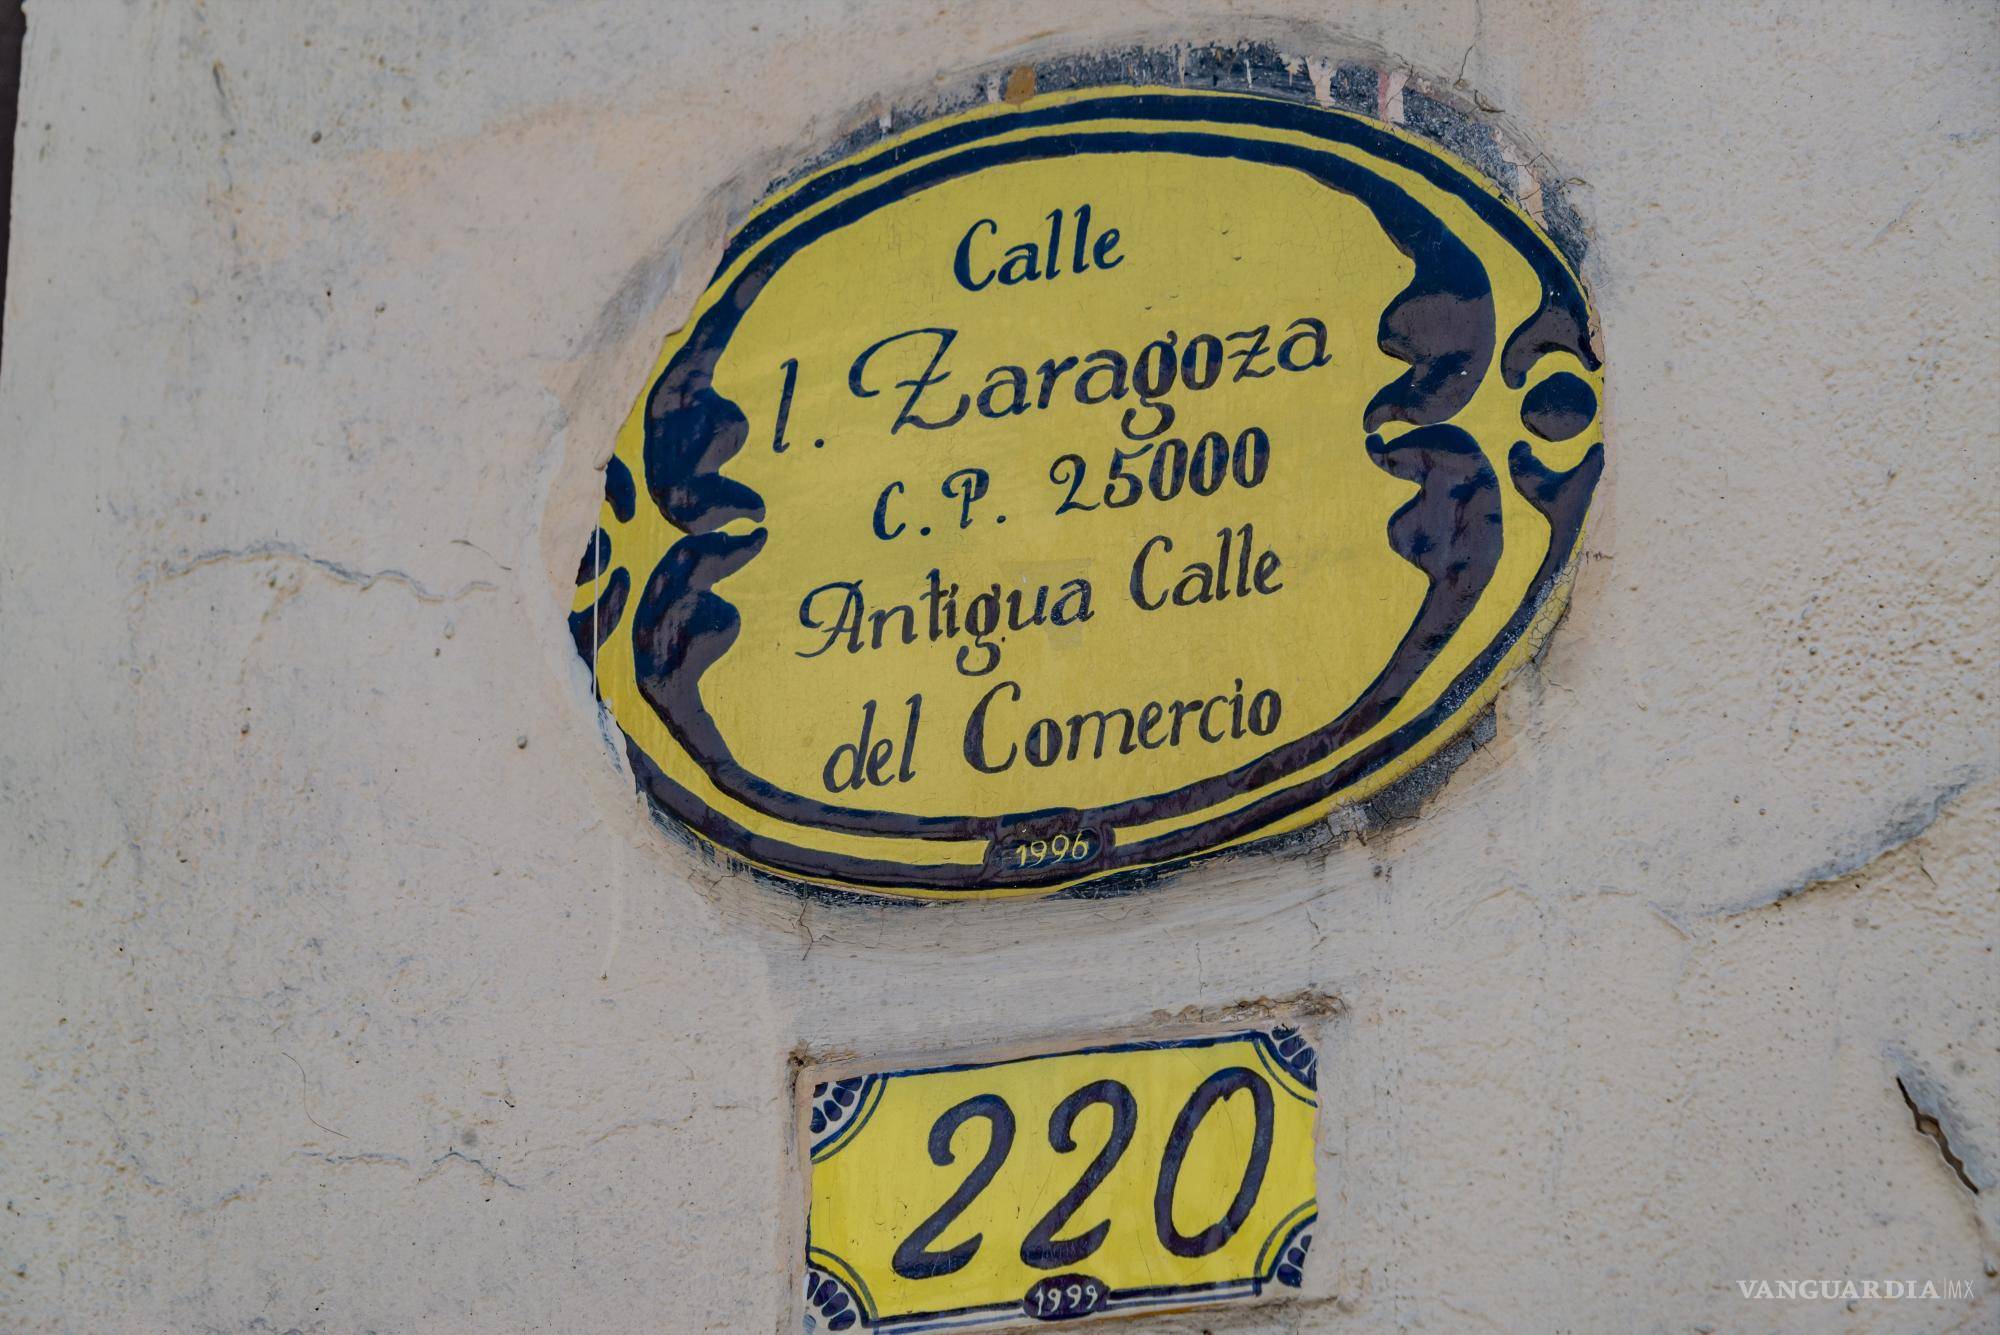 Calle
I. Zaragoza
C.P. 25000
Antigua Calle
del Comercio
1996
220
1999
VANGUARDIA|MX